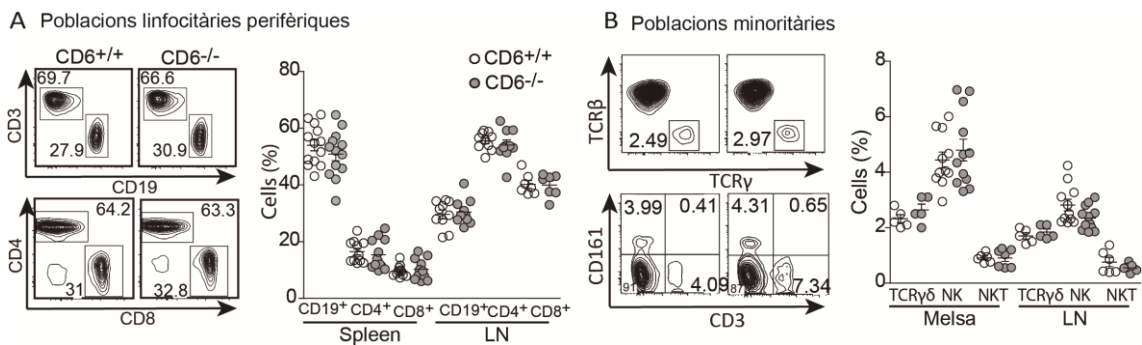 A Poblacions linfocitàries perifèriques
CD6+/+ CD6-/-
69.7 66.6
27.9 30.9
CD3
CD19
64.2 63.3
31 32.8
CD4
CD8
CD6+/+
CD6-/-
80
60
40
20
0
Cells (%)
CD19+ CD4+ CD8+ CD19+ CD4+ CD8+
Spleen LN
B Poblacions minoritàries
TCRβ
2.49 2.97
TCRγ
3.99 0.41 4.31 0.65
91 4.09 87 7.34
CD161
CD3
8
6
4
2
0
Cells (%)
TCRγδ NK NKT TCRγδ NK NKT
Melsa LN